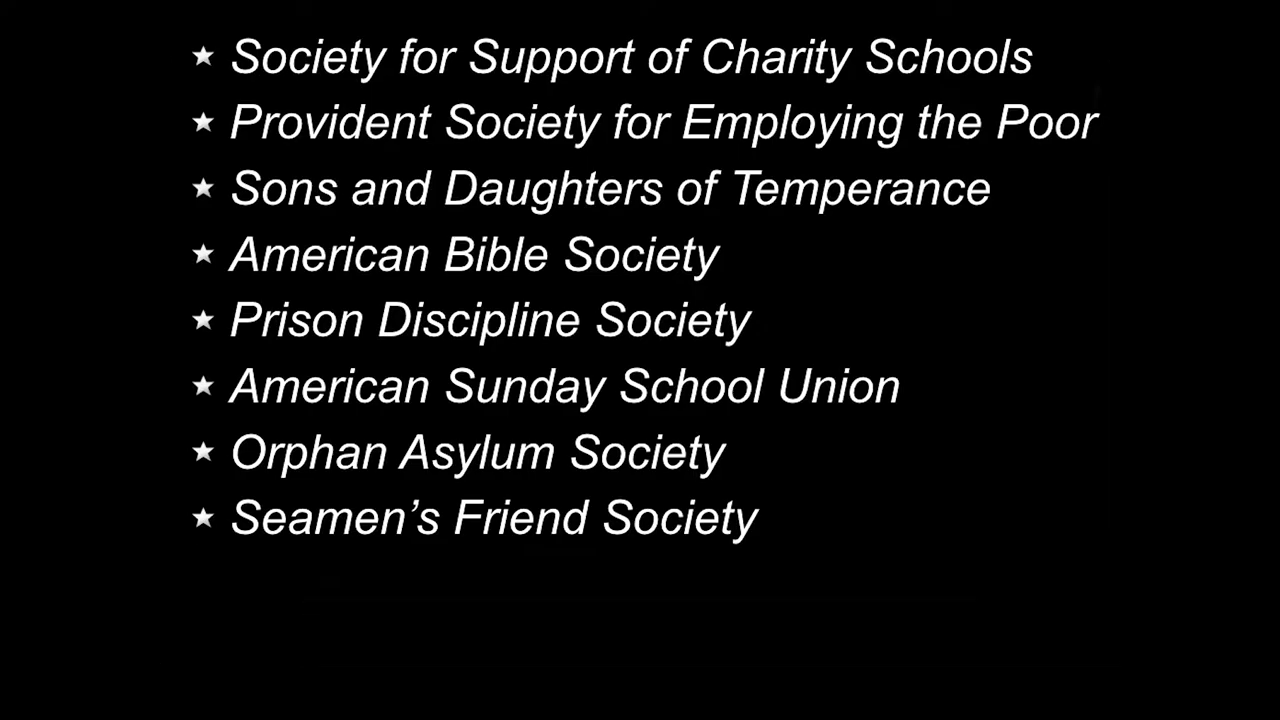 ★ Society for Support of Charity Schools
★ Provident Society for Employing the Poor
★ Sons and Daughters of Temperance
★ American Bible Society
★ Prison Discipline Society
★ American Sunday School Union
★ Orphan Asylum Society
★ Seamen’s Friend Society